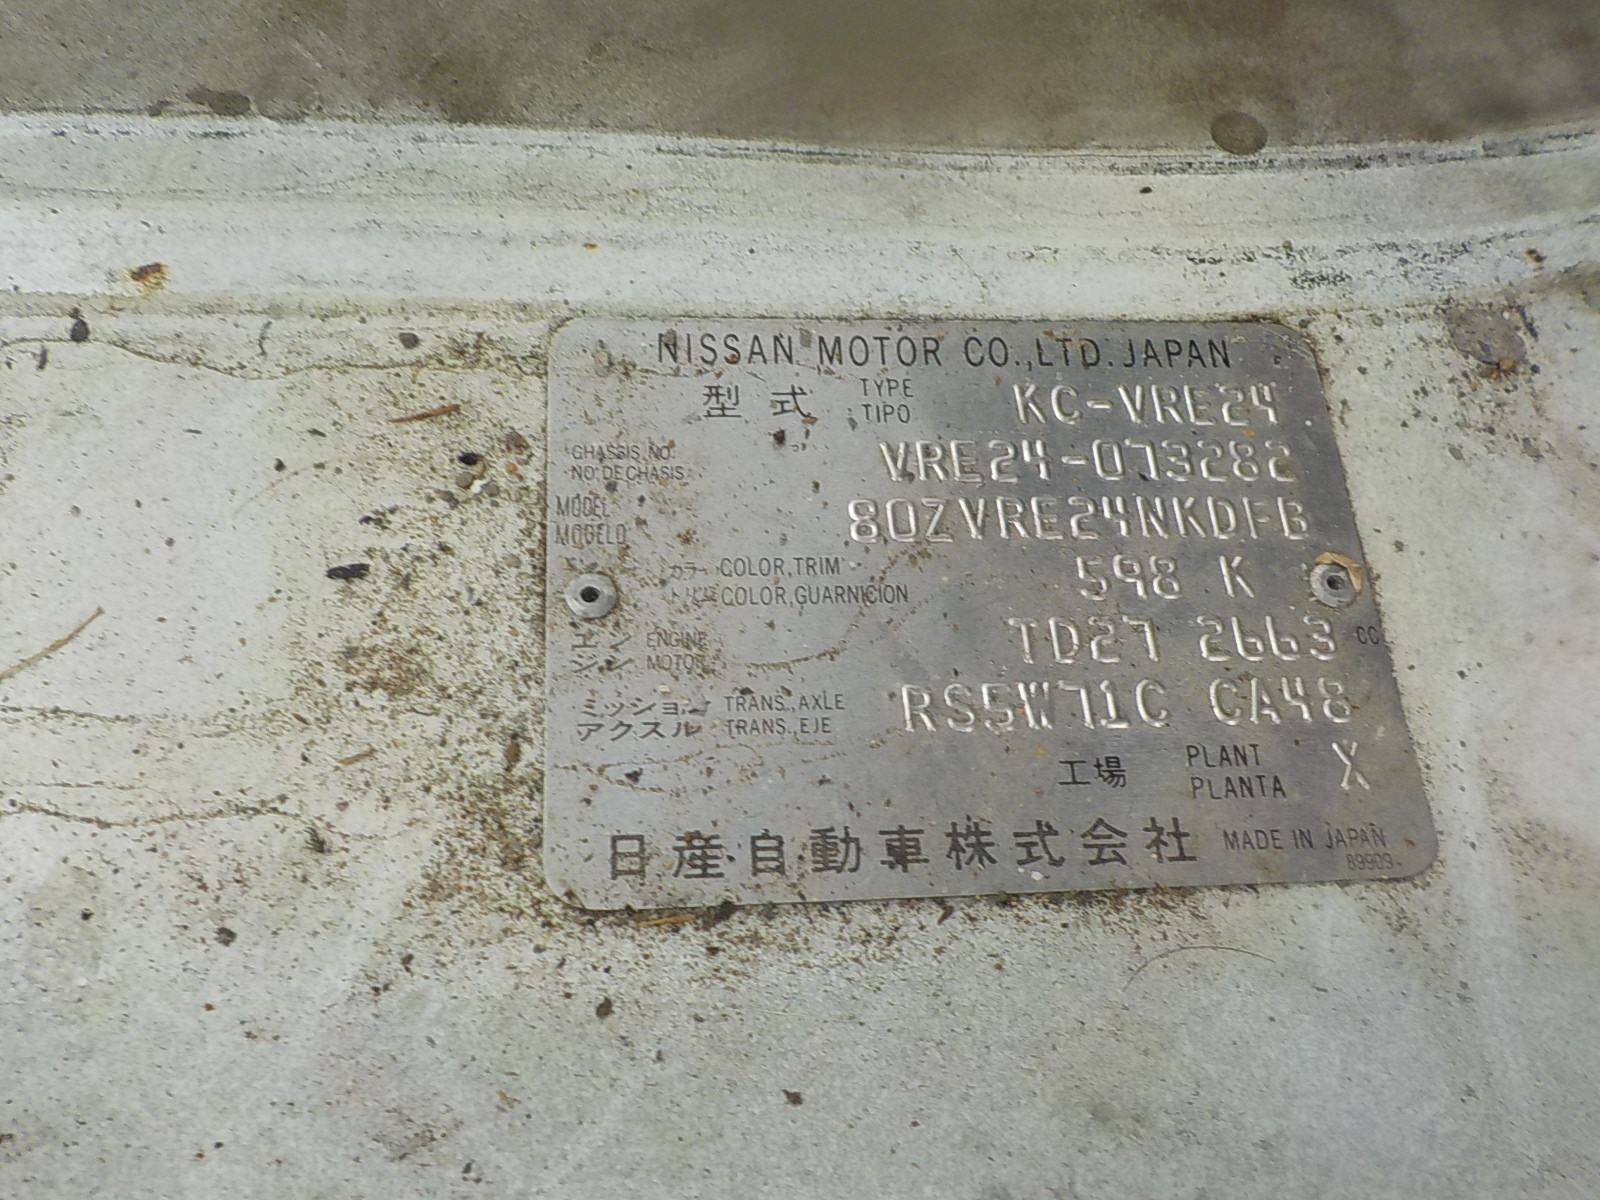 NISSAN MOTOR CO.,LTD. JAPAN
型式 TYPE TIPO KC-VRE24
CHASSIS NO. NO. DE CHASIS VRE24-073282
MODEL MODELO 80ZVRE24NKDFB
カラー COLOR,TRIM
トリム COLOR,GUARNICION 598 K
エンジン ENGINE MOTOR TD27 2663 CC
ミッション TRANS.,AXLE
アクスル TRANS.,EJE RS5W71C CA48
工場 PLANT PLANTA X
日産自動車株式会社 MADE IN JAPAN
89909